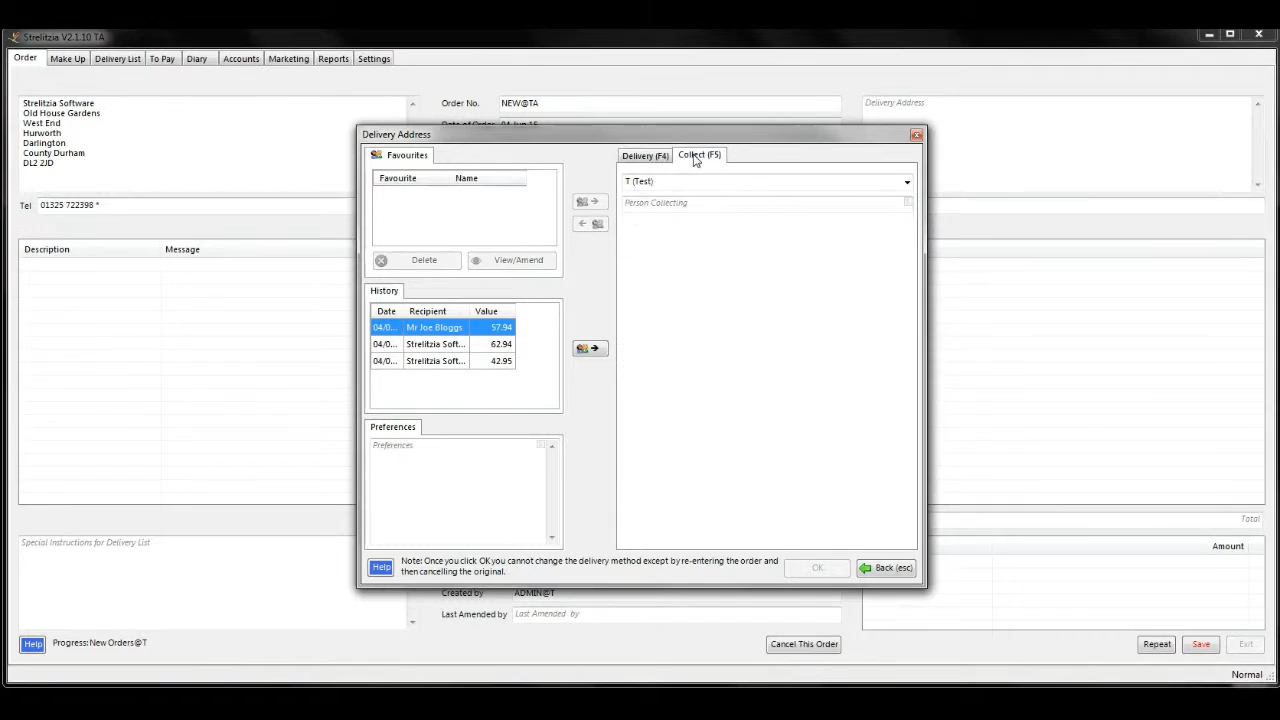 Strelitzia V2.1.10 TA
Order Make Up Delivery List To Pay Diary Accounts Marketing Reports Settings
Strelitzia Software
Old House Gardens
West End
Hurworth
Darlington
County Durham
DL2 2JD
Order No. NEW@TA
Delivery Address
Tel 01325 722398 *
Description Message
Special Instructions for Delivery List
Delivery Address
Favourites
Favourite Name
Delete View/Amend
History
Date Recipient Value
04/0... Mr Joe Bloggs 57.94
04/0... Strelitzia Soft... 62.94
04/0... Strelitzia Soft... 42.95
Preferences
Preferences
Delivery (F4) Collect (F5)
T (Test)
Person Collecting
Help
Note: Once you click OK you cannot change the delivery method except by re-entering the order and
then cancelling the original.
OK Back (esc)
Total
Amount
Created by ADMIN@T
Last Amended by Last Amended by
Help Progress: New Orders@T
Cancel This Order
Repeat Save Exit
Normal